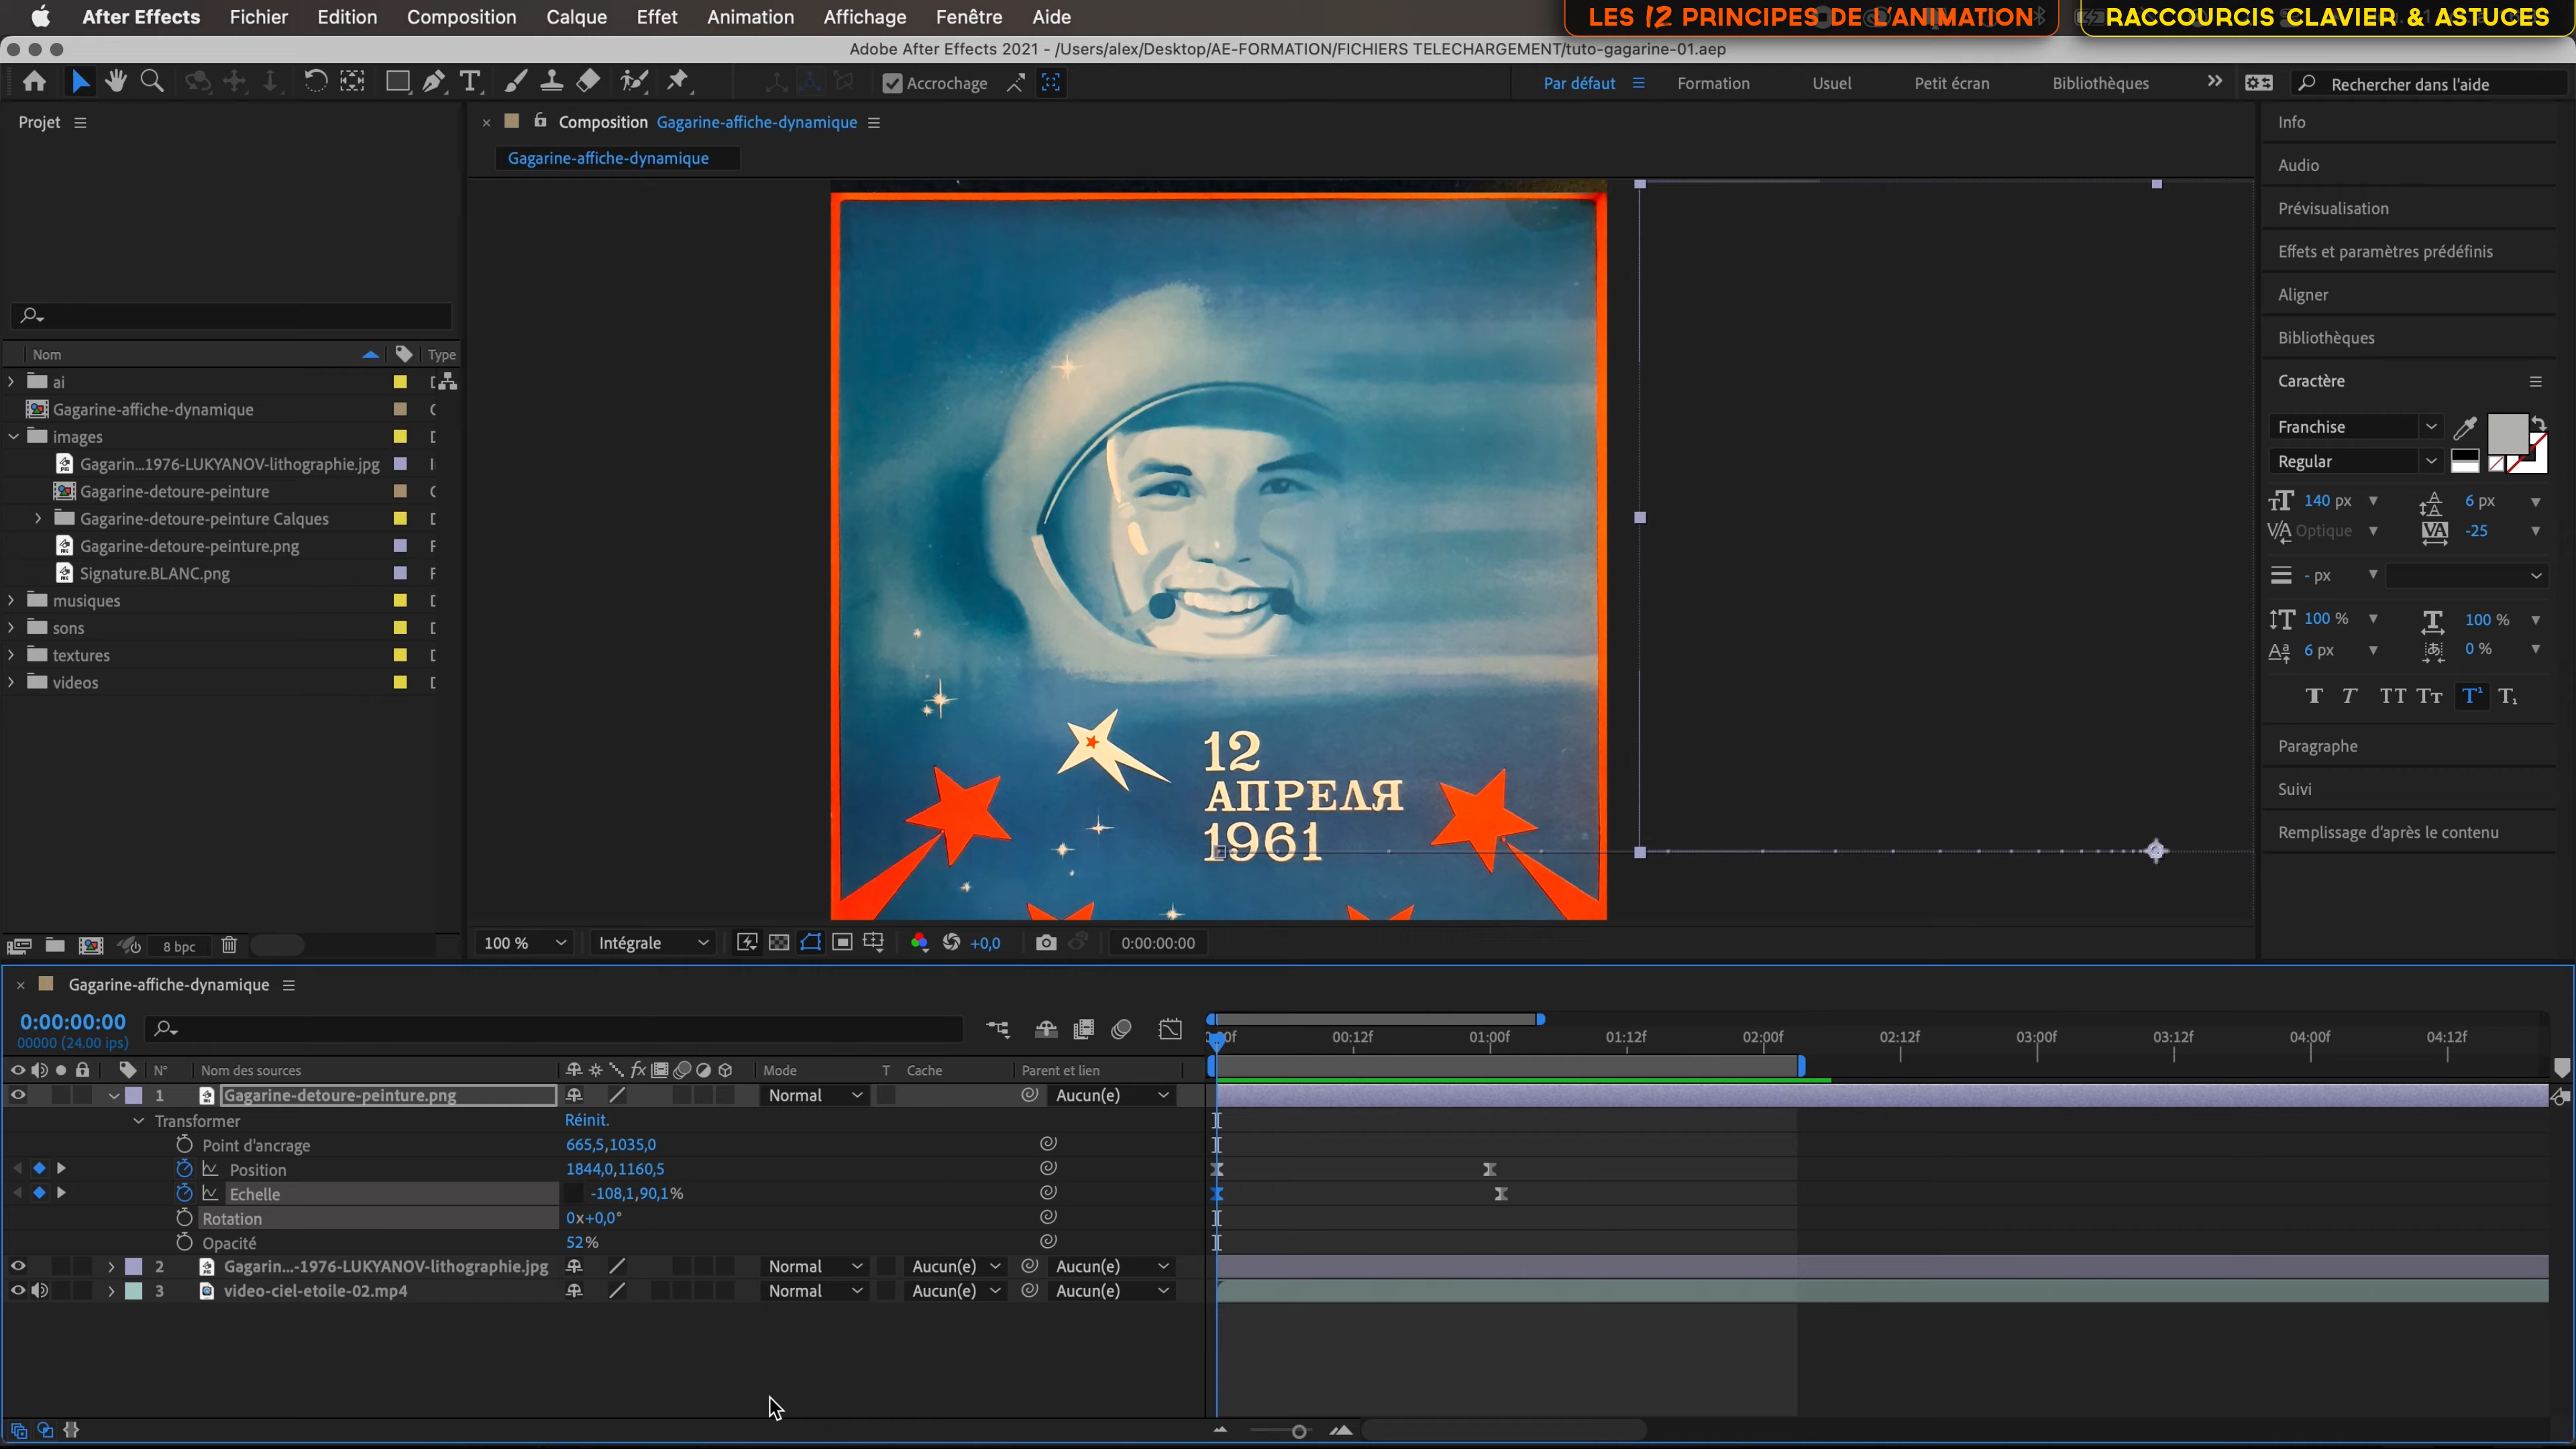 After Effects Fichier Edition Composition Calque Effet Animation Affichage Fenêtre Aide
LES 12 PRINCIPES DE L'ANIMATION
RACCOURCIS CLAVIER & ASTUCES
Adobe After Effects 2021 - /Users/alex/Desktop/AE-FORMATION/FICHIERS TELECHARGEMENT/tuto-gagarine-01.aep
Accrochage
Par défaut Formation Usuel Petit écran Bibliothèques
Rechercher dans l'aide
Projet
Nom Type
ai
Gagarine-affiche-dynamique
images
Gagarin...1976-LUKYANOV-lithographie.jpg
Gagarine-detoure-peinture
Gagarine-detoure-peinture Calques
Gagarine-detoure-peinture.png
Signature.BLANC.png
musiques
sons
textures
videos
8 bpc
Composition Gagarine-affiche-dynamique
Gagarine-affiche-dynamique
12
АПРЕЛЯ
1961
100 % Intégrale +0,0 0:00:00:00
Info
Audio
Prévisualisation
Effets et paramètres prédéfinis
Aligner
Bibliothèques
Caractère
Franchise
Regular
140 px 6 px
Optique -25
- px
100 % 100 %
6 px 0 %
Paragraphe
Suivi
Remplissage d'après le contenu
Gagarine-affiche-dynamique
0:00:00:00
00000 (24.00 ips)
00:12f 01:00f 01:12f 02:00f 02:12f 03:00f 03:12f 04:00f 04:12f
N° Nom des sources Mode T Cache Parent et lien
1 Gagarine-detoure-peinture.png Normal Aucun(e)
Transformer Réinit.
Point d'ancrage 665,5,1035,0
Position 1844,0,1160,5
Echelle -108,1,90,1%
Rotation 0x+0,0°
Opacité 52%
2 Gagarin...-1976-LUKYANOV-lithographie.jpg Normal Aucun(e) Aucun(e)
3 video-ciel-etoile-02.mp4 Normal Aucun(e) Aucun(e)